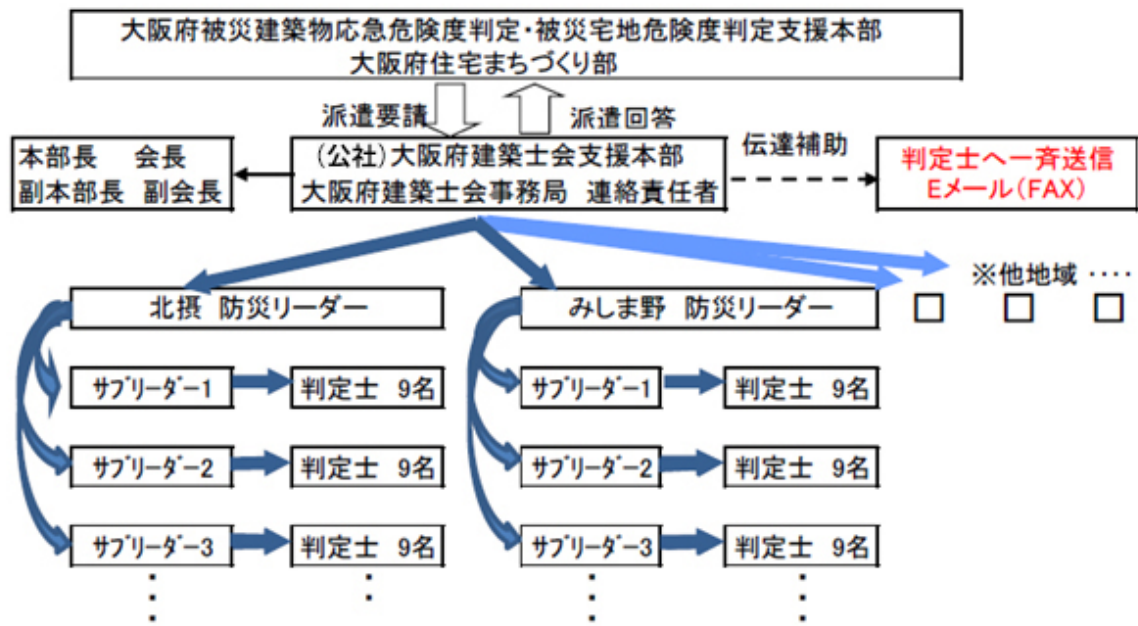 大阪府被災建築物応急危険度判定・被災宅地危険度判定支援本部
大阪府住宅まちづくり部
派遣要請
派遣回答
本部長 会長
副本部長 副会長
(公社)大阪府建築士会支援本部
大阪府建築士会事務局 連絡責任者
伝達補助
判定士へ一斉送信
Eメール(FAX)
※他地域 ‥‥
北摂 防災リーダー
みしま野 防災リーダー
□ □ □
サブリーダー1
判定士 9名
サブリーダー1
判定士 9名
サブリーダー2
判定士 9名
サブリーダー2
判定士 9名
サブリーダー3
判定士 9名
サブリーダー3
判定士 9名